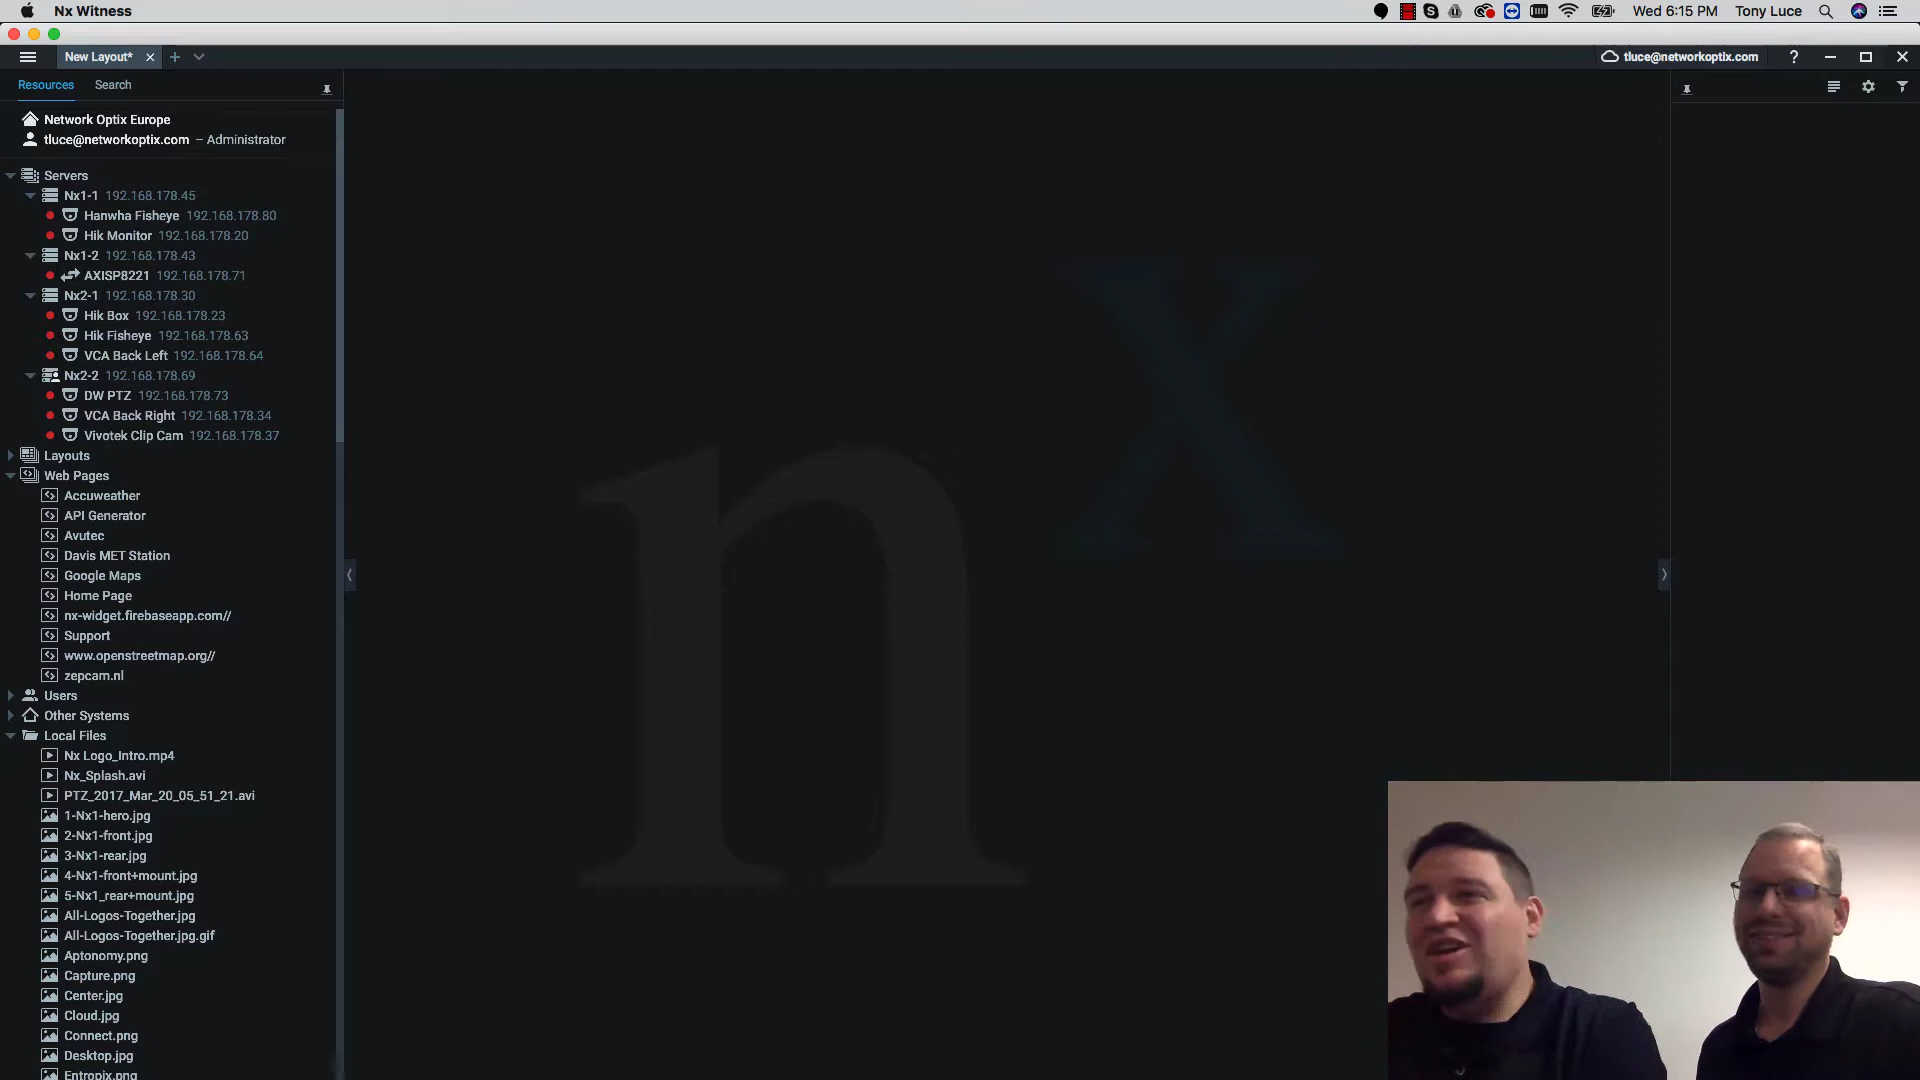 Nx Witness
Wed 6:15 PM Tony Luce
New Layout*
tluce@networkoptix.com
?
Resources Search
Network Optix Europe
tluce@networkoptix.com – Administrator
Servers
Nx1-1 192.168.178.45
Hanwha Fisheye 192.168.178.80
Hik Monitor 192.168.178.20
Nx1-2 192.168.178.43
AXISP8221 192.168.178.71
Nx2-1 192.168.178.30
Hik Box 192.168.178.23
Hik Fisheye 192.168.178.63
VCA Back Left 192.168.178.64
Nx2-2 192.168.178.69
DW PTZ 192.168.178.73
VCA Back Right 192.168.178.34
Vivotek Clip Cam 192.168.178.37
Layouts
Web Pages
Accuweather
API Generator
Avutec
Davis MET Station
Google Maps
Home Page
nx-widget.firebaseapp.com//
Support
www.openstreetmap.org//
zepcam.nl
Users
Other Systems
Local Files
Nx Logo_Intro.mp4
Nx_Splash.avi
PTZ_2017_Mar_20_05_51_21.avi
1-Nx1-hero.jpg
2-Nx1-front.jpg
3-Nx1-rear.jpg
4-Nx1-front+mount.jpg
5-Nx1_rear+mount.jpg
All-Logos-Together.jpg
All-Logos-Together.jpg.gif
Aptonomy.png
Capture.png
Center.jpg
Cloud.jpg
Connect.png
Desktop.jpg
Entropix.png
nx